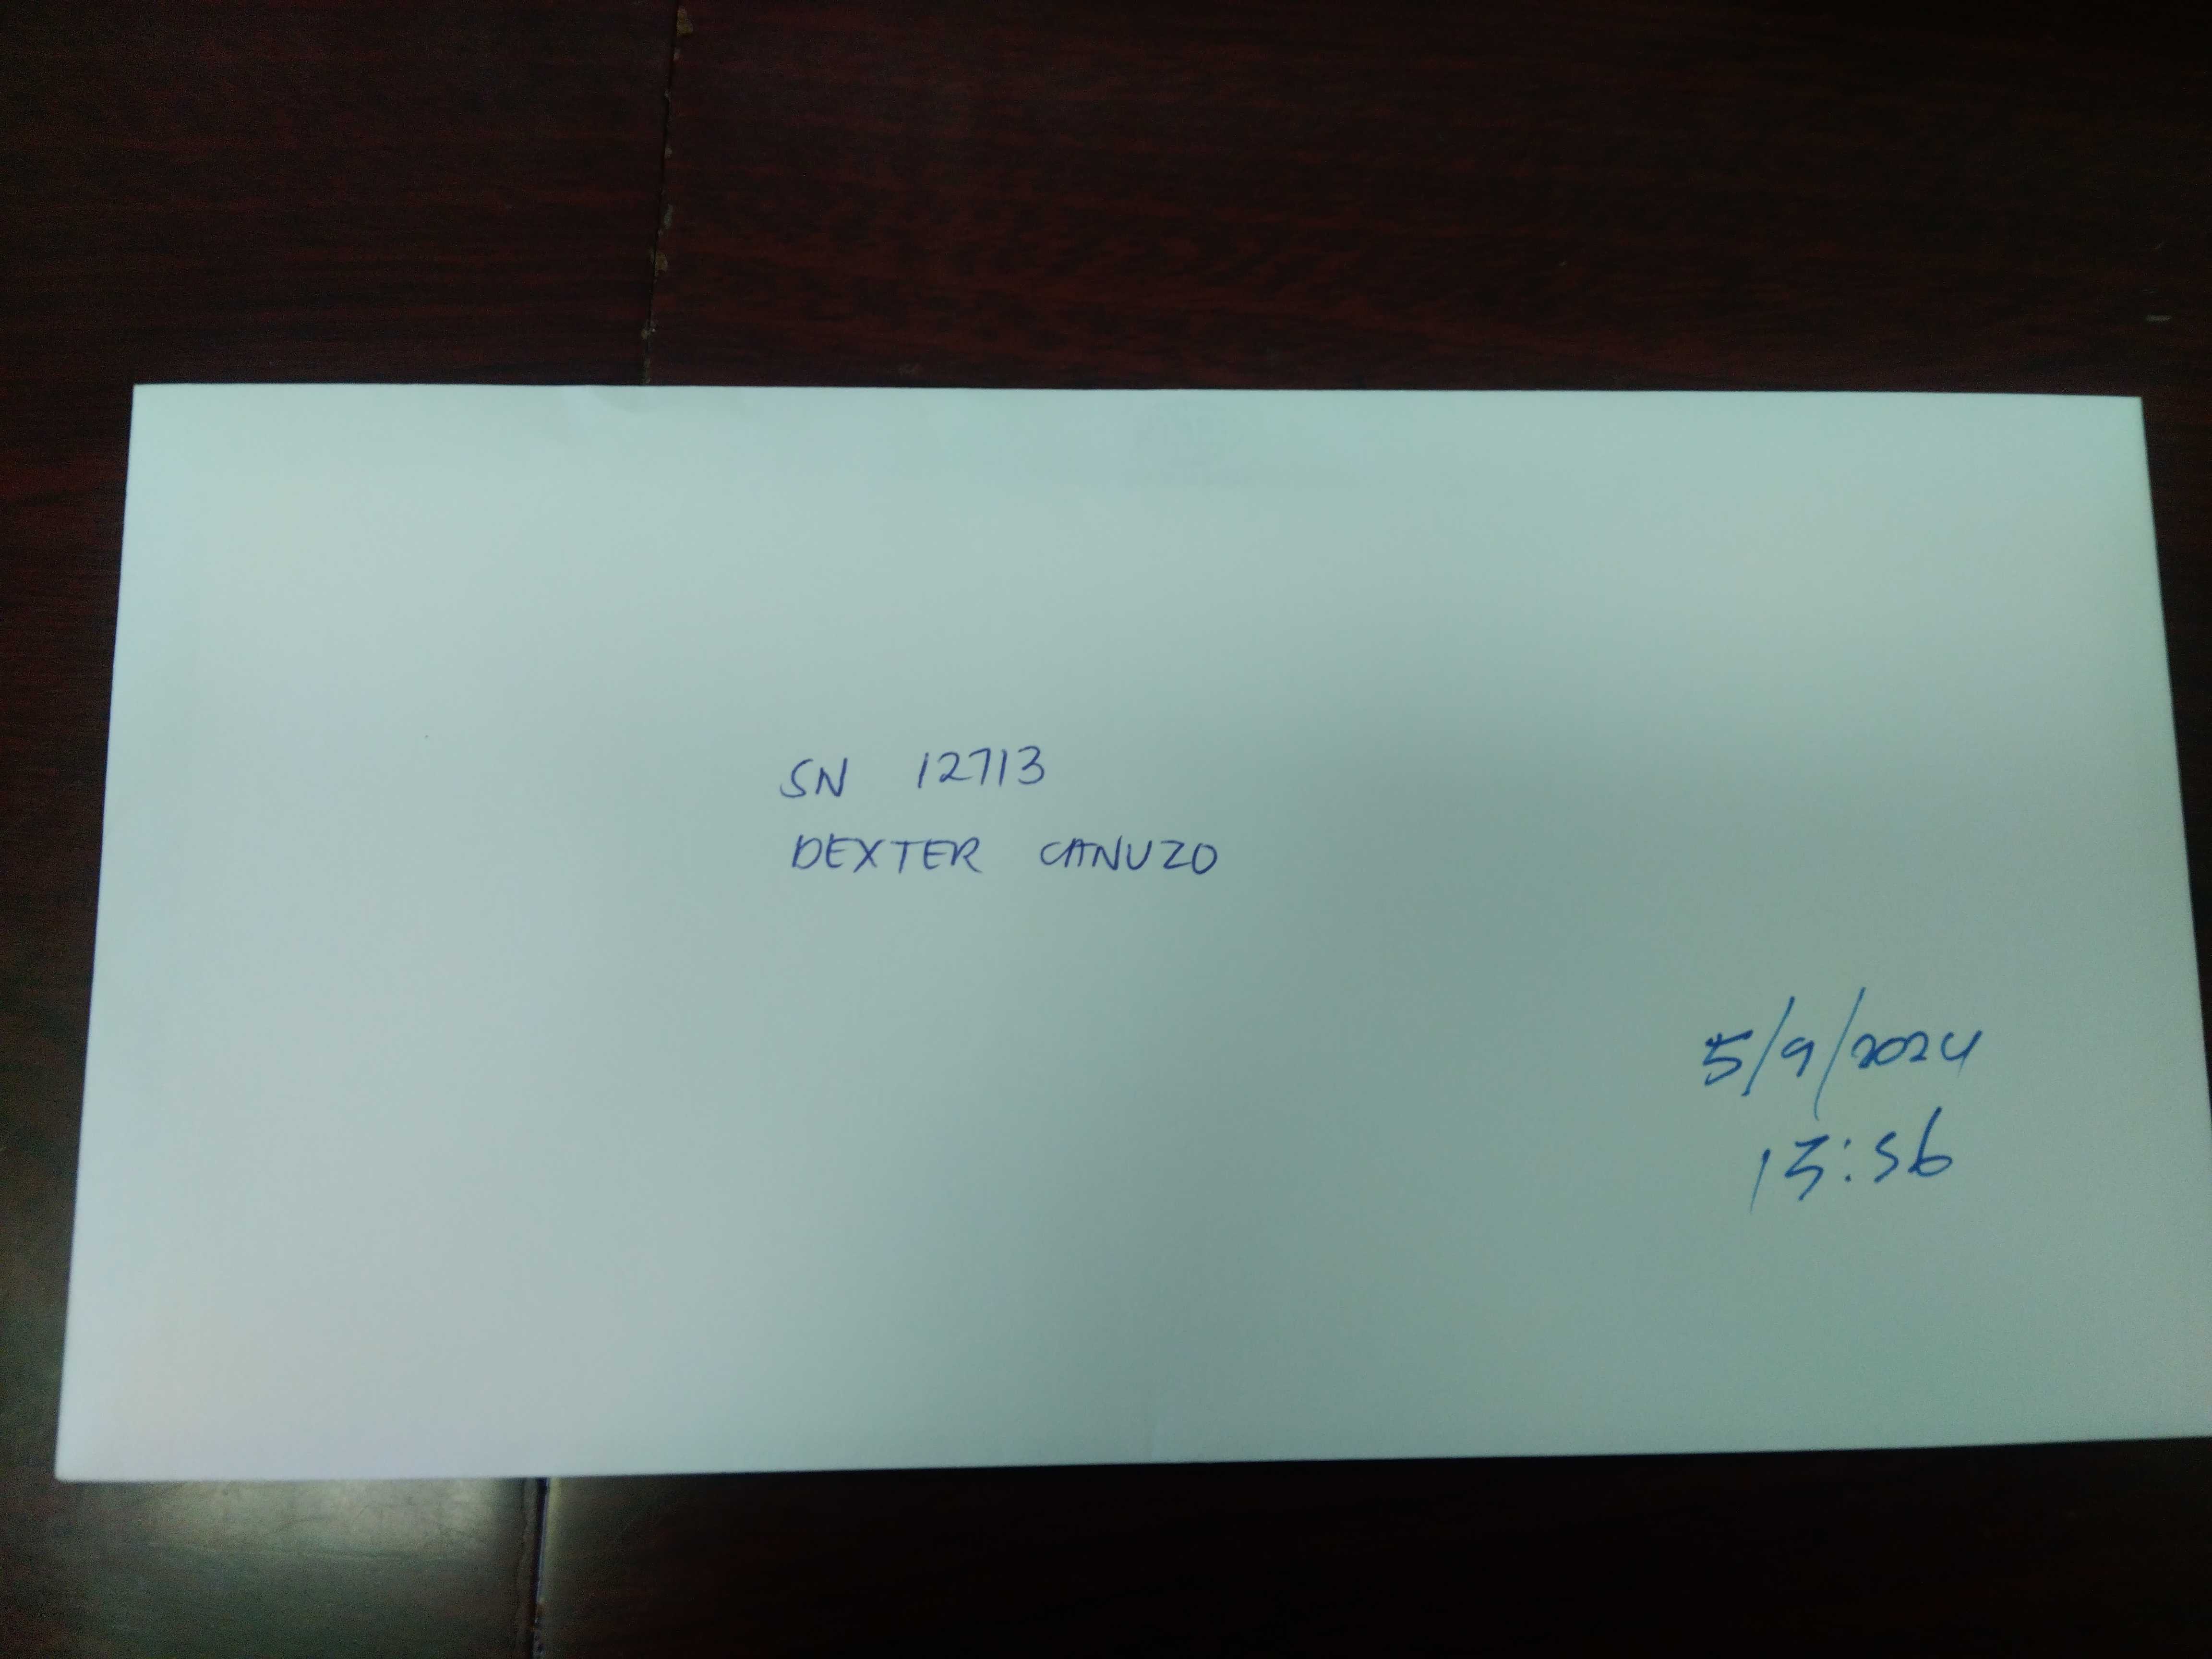 SN 12713
DEXTER CANUZO
5/9/2024
13:56